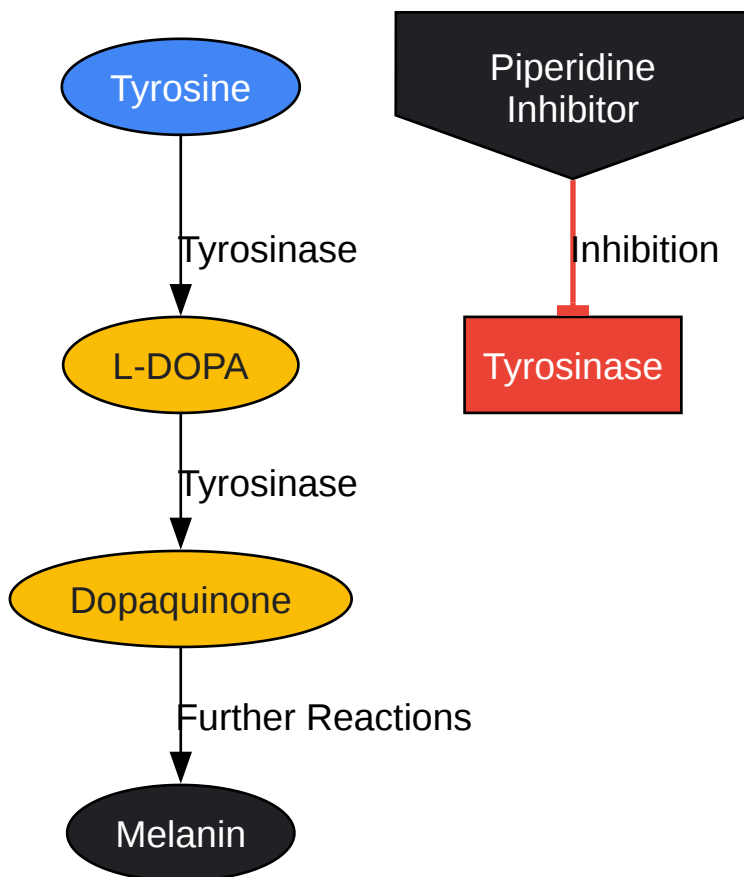 Tyrosine
Piperidine
Inhibitor
Tyrosinase
Inhibition
L-DOPA
Tyrosinase
Tyrosinase
Dopaquinone
Further Reactions
Melanin